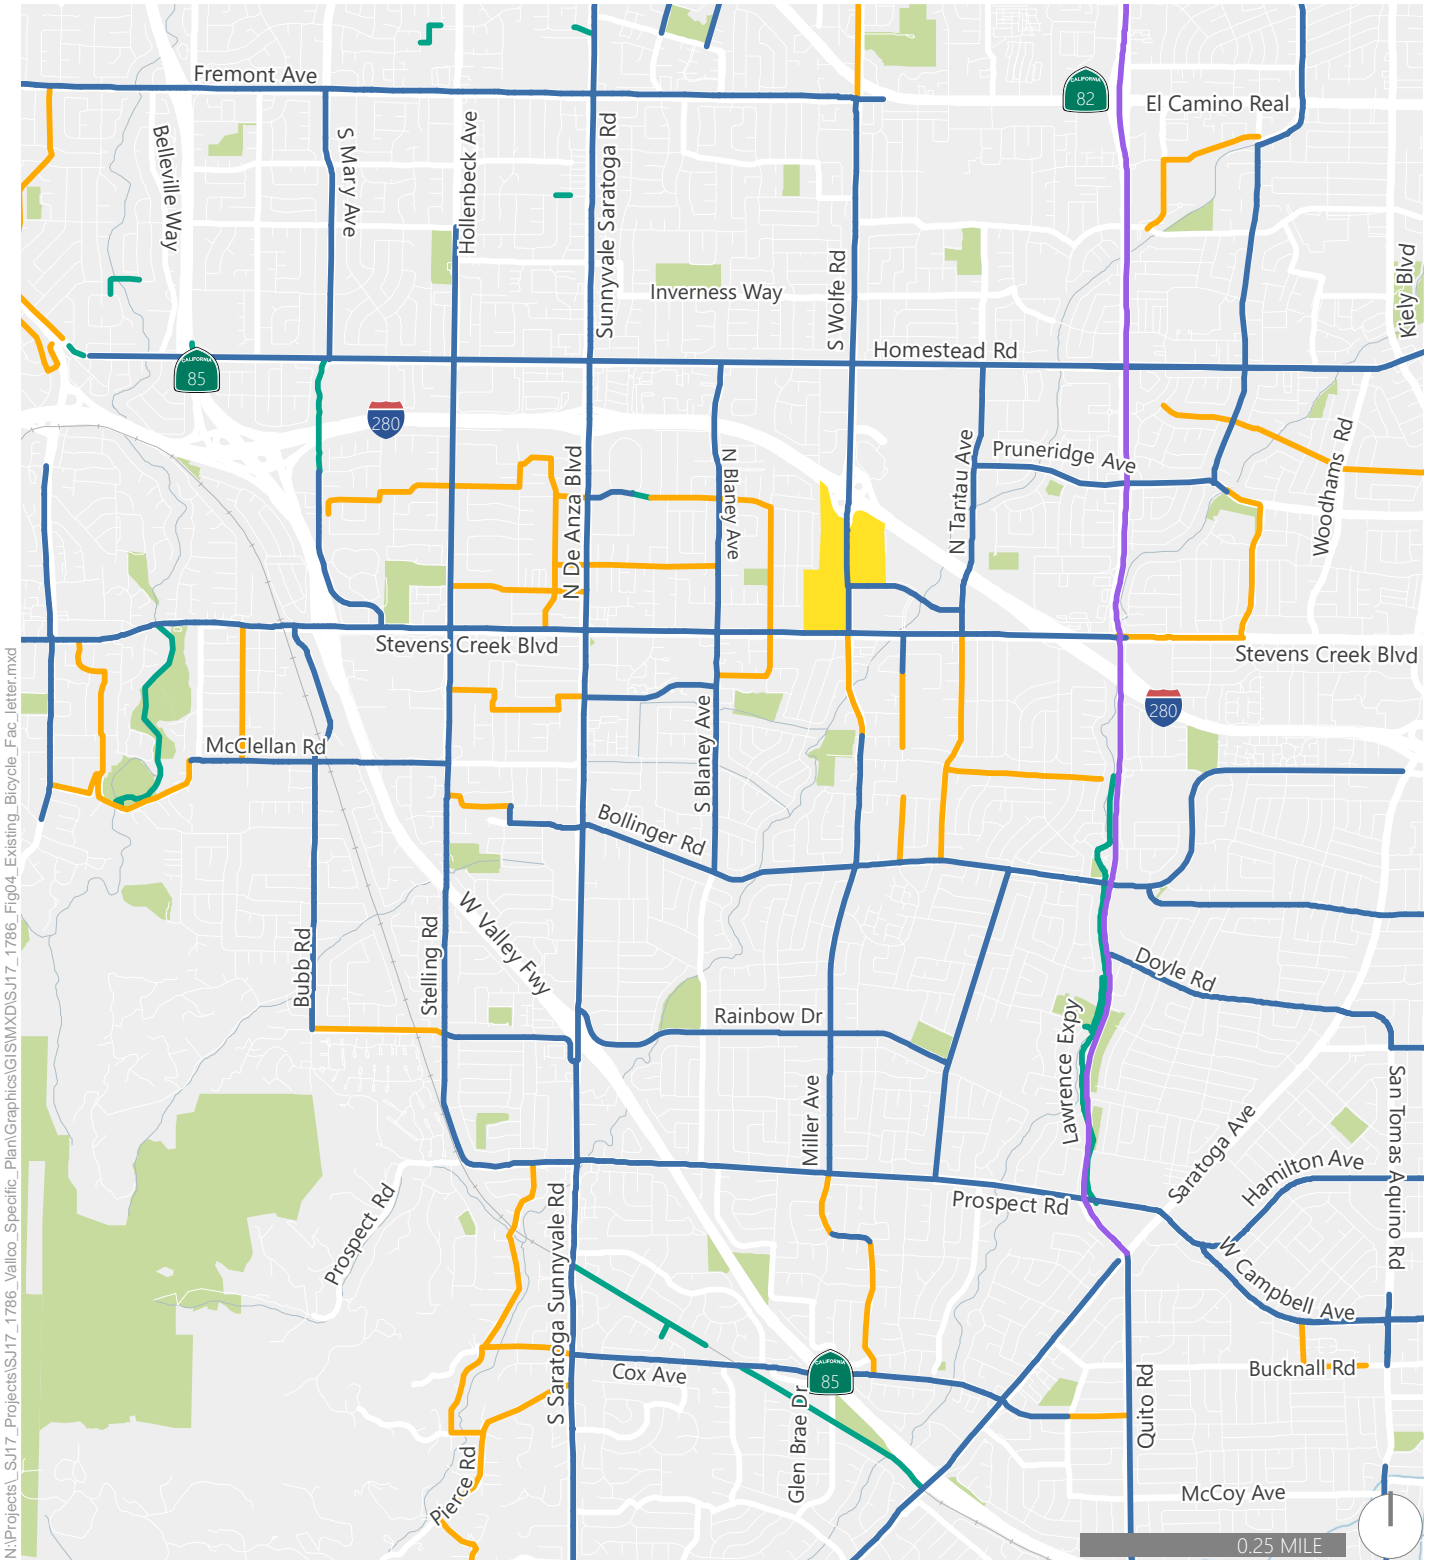 Fremont Ave
CALIFORNIA
82
El Camino Real
Belleville Way
S Mary Ave
Hollenbeck Ave
Sunnyvale Saratoga Rd
Inverness Way
S Wolfe Rd
Kiely Blvd
Homestead Rd
CALIFORNIA
85
280
N De Anza Blvd
N Blaney Ave
N Tantau Ave
Pruneridge Ave
Woodhams Rd
Stevens Creek Blvd
Stevens Creek Blvd
280
McClellan Rd
S Blaney Ave
Bollinger Rd
W Valley Fwy
Bubb Rd
Stelling Rd
Rainbow Dr
Doyle Rd
Lawrence Expy
Miller Ave
Saratoga Ave
Hamilton Ave
San Tomas Aquino Rd
Prospect Rd
Prospect Rd
S Saratoga Sunnyvale Rd
W Campbell Ave
Cox Ave
CALIFORNIA
85
Glen Brae Dr
Bucknall Rd
Quito Rd
Pierce Rd
McCoy Ave
0.25 MILE
N:\Projects\_SJ17_Projects\SJ17_1786_Vallco_Specific_Plan\Graphics\GIS\MXD\SJ17_1786_Fig04_Existing_Bicycle_Fac_letter.mxd